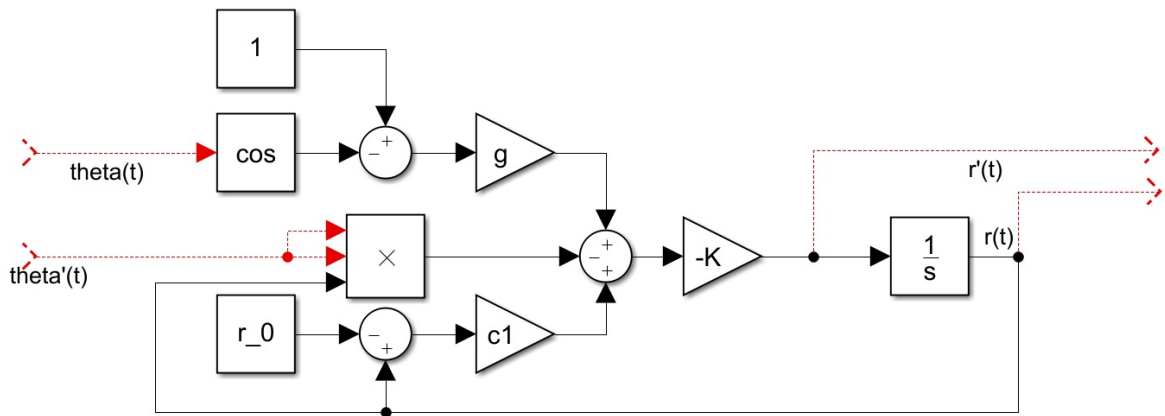 1
+
cos
−
g
theta(t)
r'(t)
×
+
−
+
-K
1
s
r(t)
theta'(t)
r_0
−
+
c1